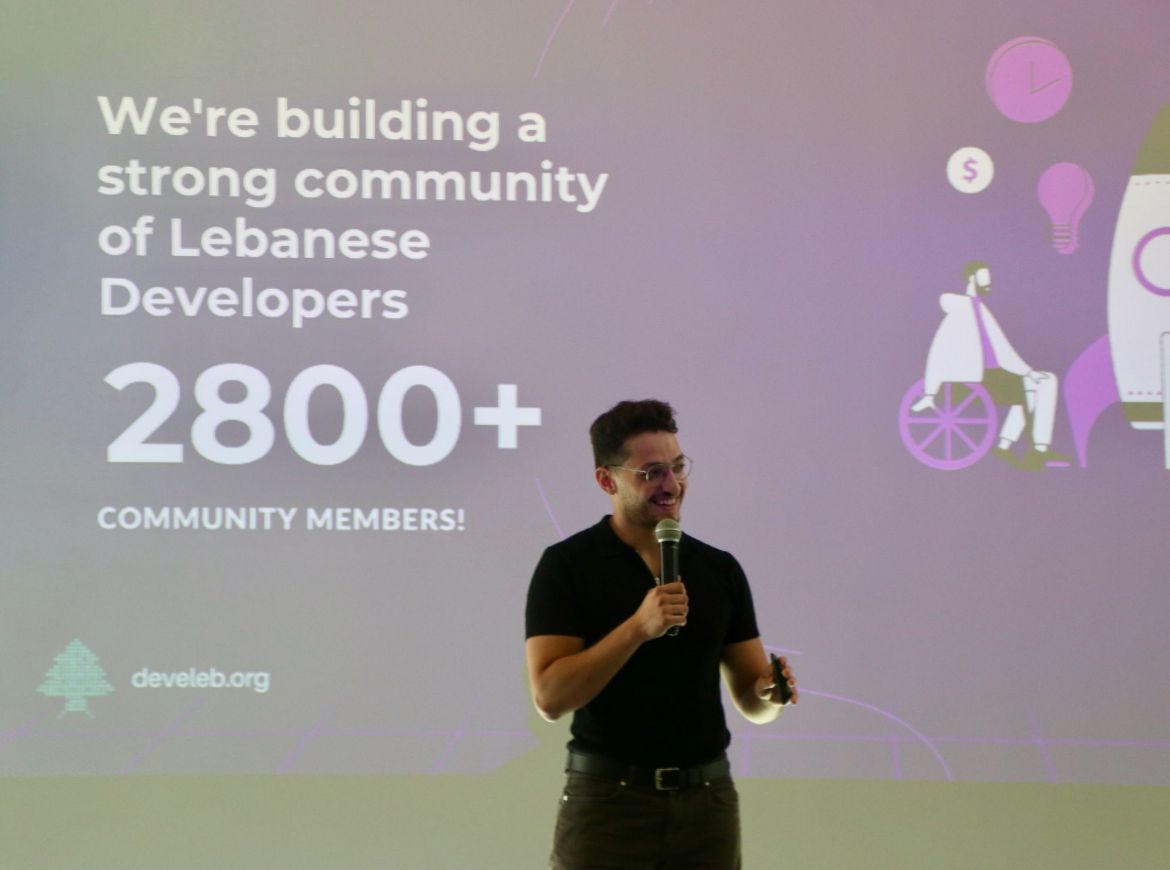 We're building a
strong community
of Lebanese
Developers
2800+
COMMUNITY MEMBERS!
develeb.org
$